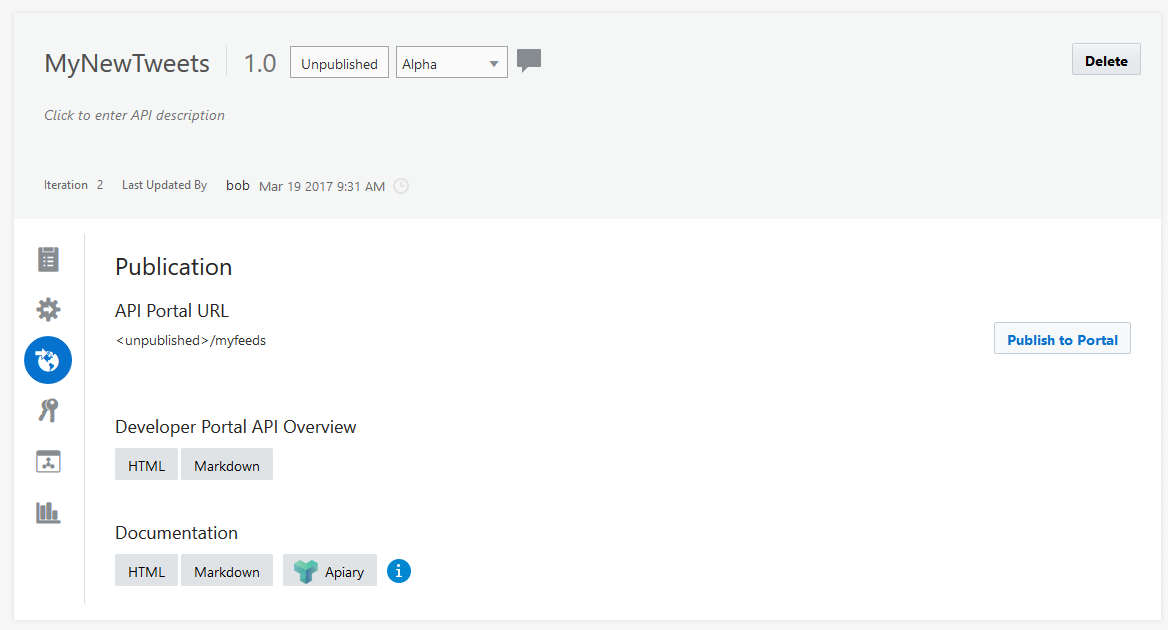 MyNewTweets 1.0 Unpublished Alpha Delete
Click to enter API description
Iteration 2 Last Updated By bob Mar 19 2017 9:31 AM
Publication
API Portal URL
<unpublished>/myfeeds
Publish to Portal
Developer Portal API Overview
HTML Markdown
Documentation
HTML Markdown Apiary i